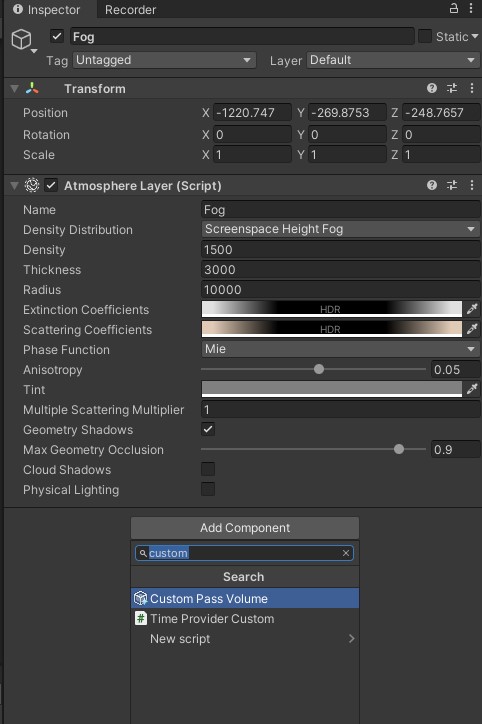 Inspector Recorder
Fog Static
Tag Untagged Layer Default
Transform
Position X -1220.747 Y -269.8753 Z -248.7657
Rotation X 0 Y 0 Z 0
Scale X 1 Y 1 Z 1
Atmosphere Layer (Script)
Name Fog
Density Distribution Screenspace Height Fog
Density 1500
Thickness 3000
Radius 10000
Extinction Coefficients HDR
Scattering Coefficients HDR
Phase Function Mie
Anisotropy 0.05
Tint
Multiple Scattering Multiplier 1
Geometry Shadows
Max Geometry Occlusion 0.9
Cloud Shadows
Physical Lighting
Add Component
custom
Search
Custom Pass Volume
# Time Provider Custom
New script